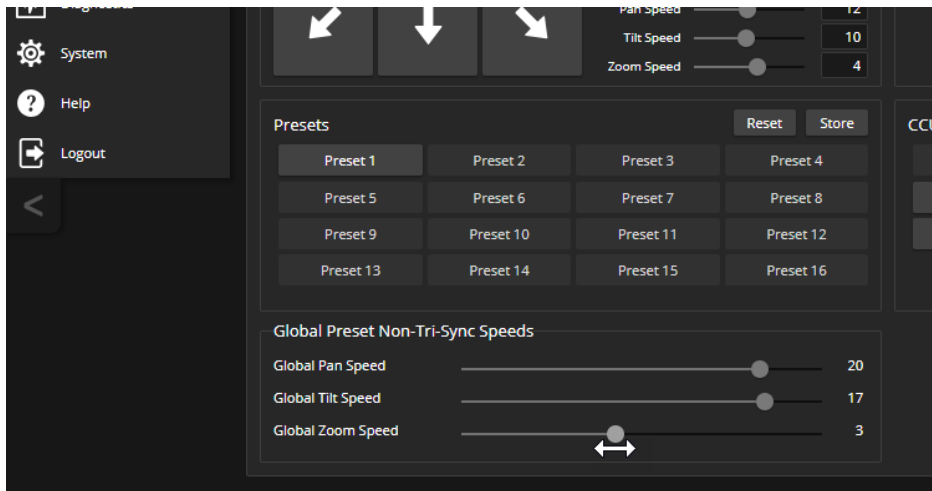 Diagnostics
System
Help
Logout
<
Pan Speed 12
Tilt Speed 10
Zoom Speed 4
Presets Reset Store
Preset 1 Preset 2 Preset 3 Preset 4
Preset 5 Preset 6 Preset 7 Preset 8
Preset 9 Preset 10 Preset 11 Preset 12
Preset 13 Preset 14 Preset 15 Preset 16
Global Preset Non-Tri-Sync Speeds
Global Pan Speed 20
Global Tilt Speed 17
Global Zoom Speed 3